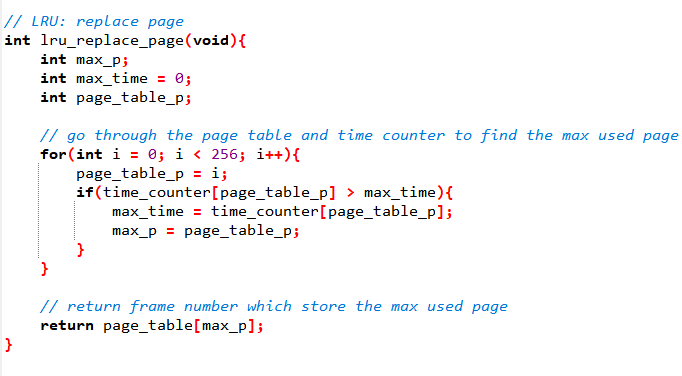 // LRU: replace page
int lru_replace_page(void){
    int max_p;
    int max_time = 0;
    int page_table_p;

    // go through the page table and time counter to find the max used page
    for(int i = 0; i < 256; i++){
        page_table_p = i;
        if(time_counter[page_table_p] > max_time){
            max_time = time_counter[page_table_p];
            max_p = page_table_p;
        }
    }

    // return frame number which store the max used page
    return page_table[max_p];
}